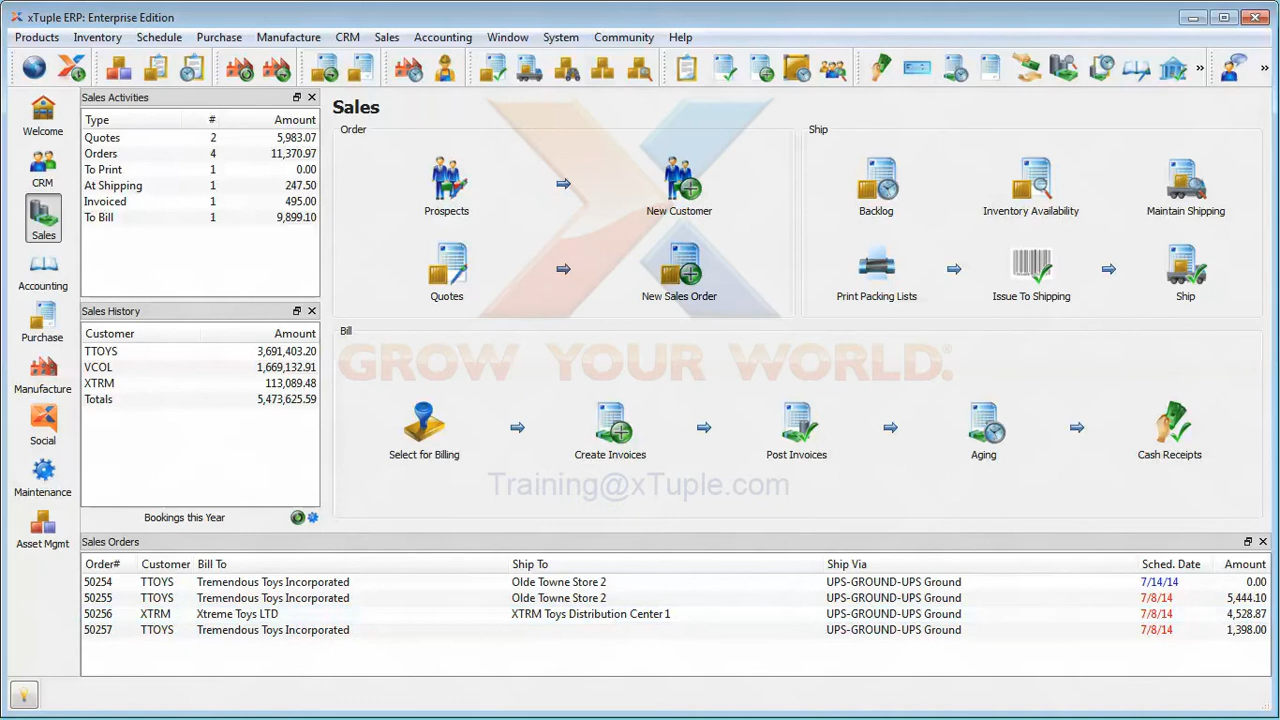 xTuple ERP: Enterprise Edition
Products Inventory Schedule Purchase Manufacture CRM Sales Accounting Window System Community Help
» »
Welcome
CRM
Sales
Accounting
Purchase
Manufacture
Social
Maintenance
Asset Mgmt
Sales Activities
Type # Amount
Quotes 2 5,983.07
Orders 4 11,370.97
To Print 1 0.00
At Shipping 1 247.50
Invoiced 1 495.00
To Bill 1 9,899.10
Sales History
Customer Amount
TTOYS 3,691,403.20
VCOL 1,669,132.91
XTRM 113,089.48
Totals 5,473,625.59
Bookings this Year
Sales
Order
Prospects New Customer
Quotes New Sales Order
Ship
Backlog Inventory Availability Maintain Shipping
Print Packing Lists Issue To Shipping Ship
Bill
GROW YOUR WORLD.®
Select for Billing Create Invoices Post Invoices Aging Cash Receipts
Training@xTuple.com
Sales Orders
Order# Customer Bill To Ship To Ship Via Sched. Date Amount
50254 TTOYS Tremendous Toys Incorporated Olde Towne Store 2 UPS-GROUND-UPS Ground 7/14/14 0.00
50255 TTOYS Tremendous Toys Incorporated Olde Towne Store 2 UPS-GROUND-UPS Ground 7/8/14 5,444.10
50256 XTRM Xtreme Toys LTD XTRM Toys Distribution Center 1 UPS-GROUND-UPS Ground 7/8/14 4,528.87
50257 TTOYS Tremendous Toys Incorporated UPS-GROUND-UPS Ground 7/8/14 1,398.00